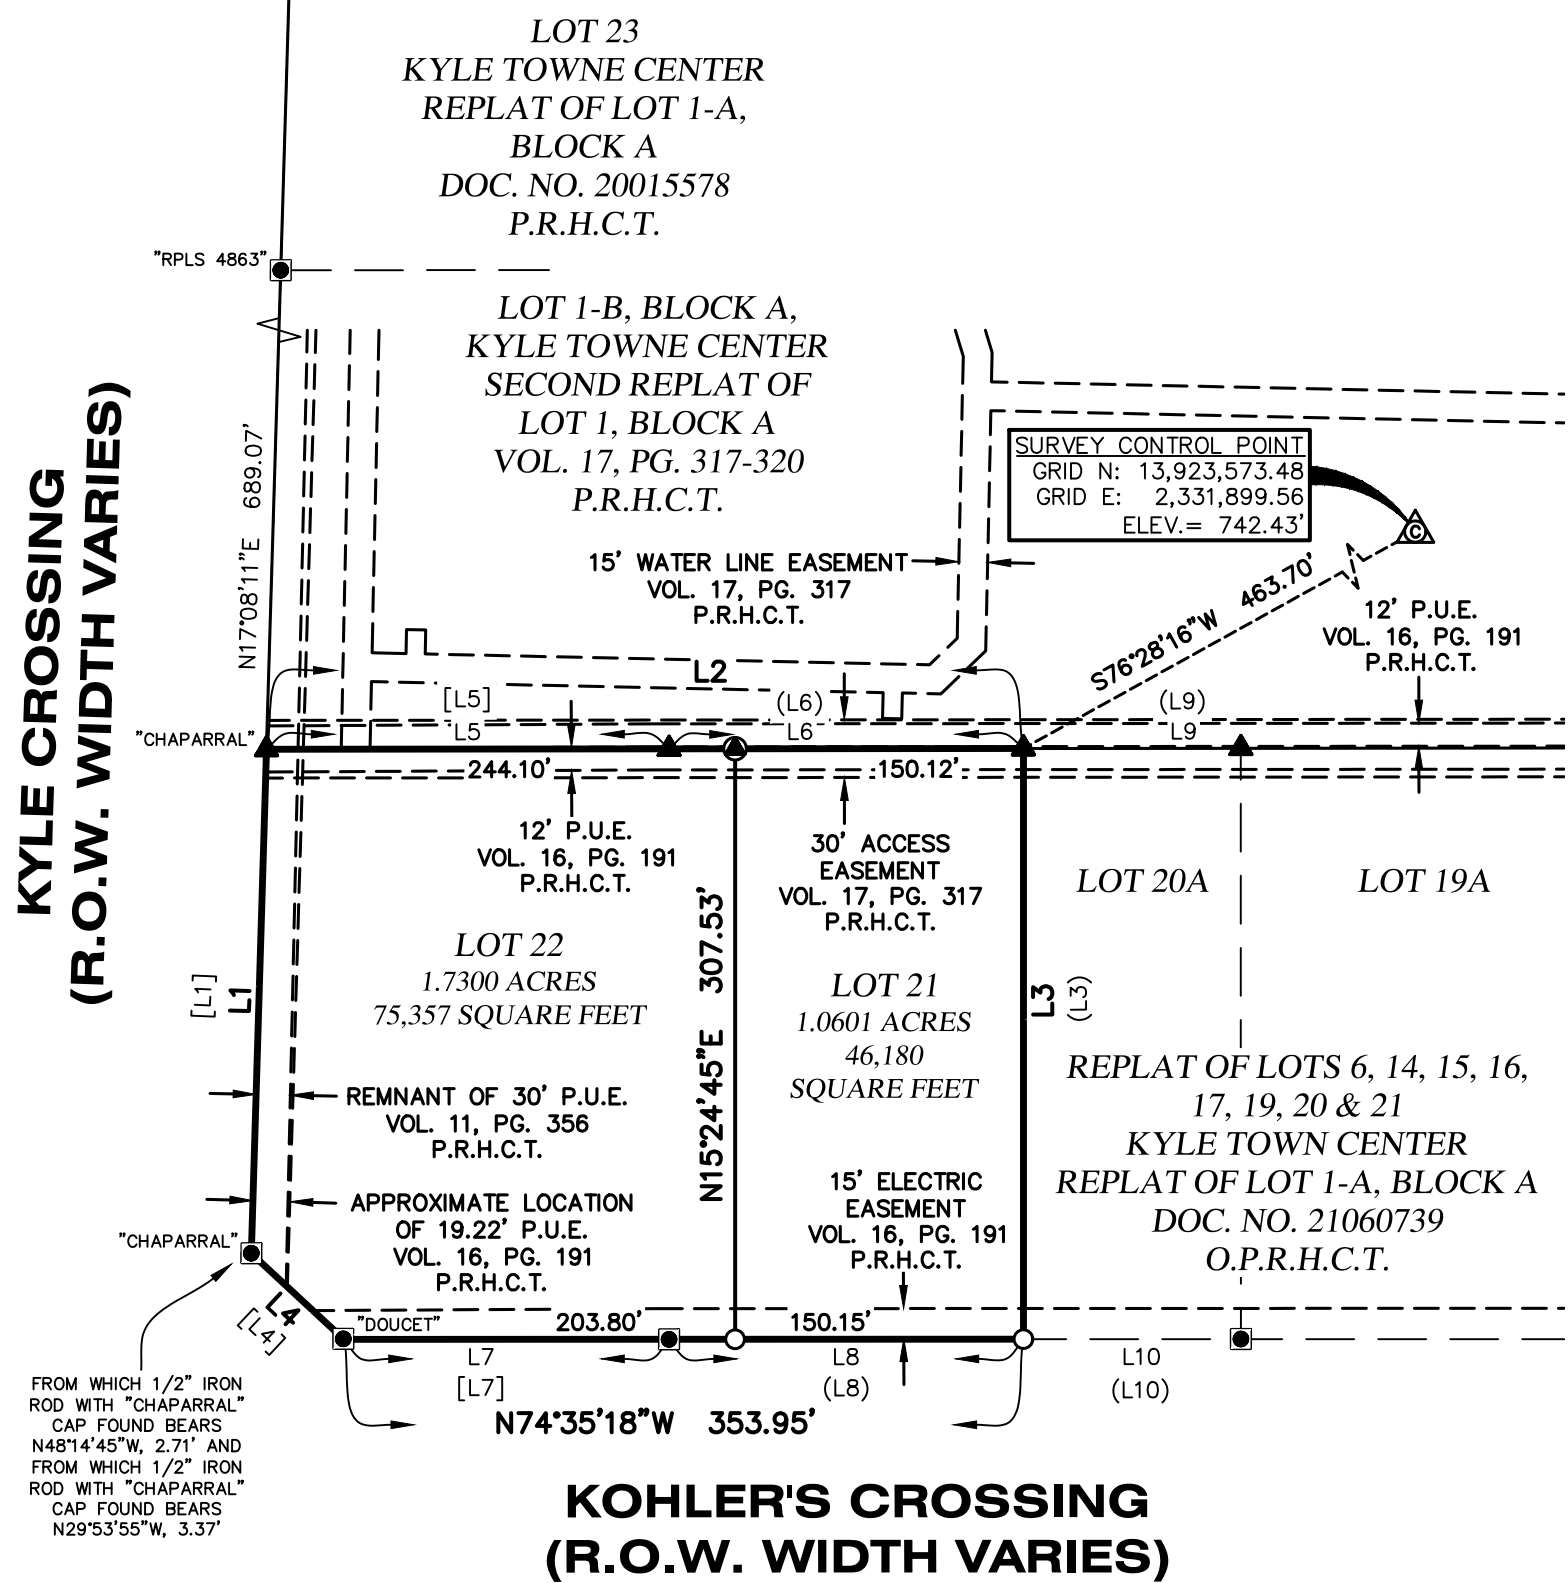 LOT 23
KYLE TOWNE CENTER
REPLAT OF LOT 1-A,
BLOCK A
DOC. NO. 20015578
P.R.H.C.T.
"RPLS 4863"
LOT 1-B, BLOCK A,
KYLE TOWNE CENTER
SECOND REPLAT OF
LOT 1, BLOCK A
VOL. 17, PG. 317-320
P.R.H.C.T.
KYLE CROSSING
(R.O.W. WIDTH VARIES)
N17°08'11"E 689.07'
SURVEY CONTROL POINT
GRID N: 13,923,573.48
GRID E: 2,331,899.56
ELEV.= 742.43'
C
15' WATER LINE EASEMENT
VOL. 17, PG. 317
P.R.H.C.T.
S76°28'16"W 463.70'
12' P.U.E.
VOL. 16, PG. 191
P.R.H.C.T.
L2
[L5]
L5
(L6)
L6
(L9)
L9
"CHAPARRAL"
244.10'
150.12'
12' P.U.E.
VOL. 16, PG. 191
P.R.H.C.T.
30' ACCESS
EASEMENT
VOL. 17, PG. 317
P.R.H.C.T.
LOT 20A
LOT 19A
LOT 22
1.7300 ACRES
75,357 SQUARE FEET
N15°24'45"E 307.53'
LOT 21
1.0601 ACRES
46,180
SQUARE FEET
[L1]
L1
L3
(L3)
REPLAT OF LOTS 6, 14, 15, 16,
17, 19, 20 & 21
KYLE TOWN CENTER
REPLAT OF LOT 1-A, BLOCK A
DOC. NO. 21060739
O.P.R.H.C.T.
REMNANT OF 30' P.U.E.
VOL. 11, PG. 356
P.R.H.C.T.
APPROXIMATE LOCATION
OF 19.22' P.U.E.
VOL. 16, PG. 191
P.R.H.C.T.
15' ELECTRIC
EASEMENT
VOL. 16, PG. 191
P.R.H.C.T.
"CHAPARRAL"
L4
[L4]
"DOUCET"
203.80'
150.15'
L7
[L7]
L8
(L8)
L10
(L10)
N74°35'18"W 353.95'
FROM WHICH 1/2" IRON
ROD WITH "CHAPARRAL"
CAP FOUND BEARS
N48°14'45"W, 2.71' AND
FROM WHICH 1/2" IRON
ROD WITH "CHAPARRAL"
CAP FOUND BEARS
N29°53'55"W, 3.37'
KOHLER'S CROSSING
(R.O.W. WIDTH VARIES)